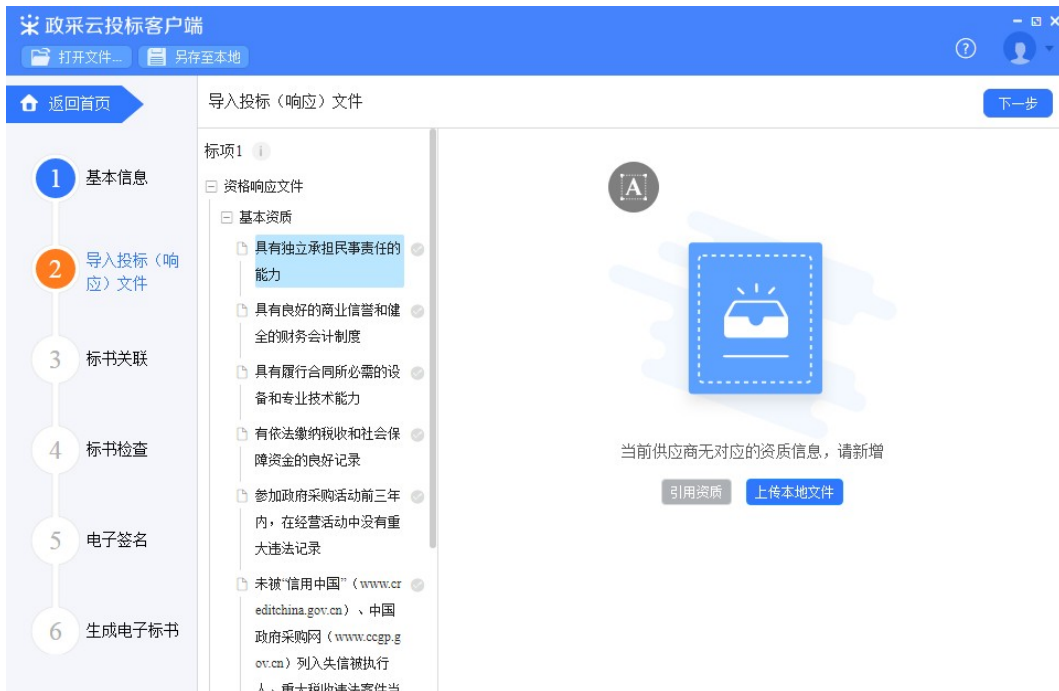 政采云投标客户端
打开文件...
另存至本地
返回首页
导入投标（响应）文件
下一步
1
基本信息
2
导入投标（响
应）文件
3
标书关联
4
标书检查
5
电子签名
6
生成电子标书
标项1
资格响应文件
基本资质
具有独立承担民事责任的
能力
具有良好的商业信誉和健
全的财务会计制度
具有履行合同所必需的设
备和专业技术能力
有依法缴纳税收和社会保
障资金的良好记录
参加政府采购活动前三年
内，在经营活动中没有重
大违法记录
未被“信用中国”（www.cr
editchina.gov.cn）、中国
政府采购网（www.ccgp.g
ov.cn）列入失信被执行
人、重大税收违法案件当
A
当前供应商无对应的资质信息，请新增
引用资质
上传本地文件